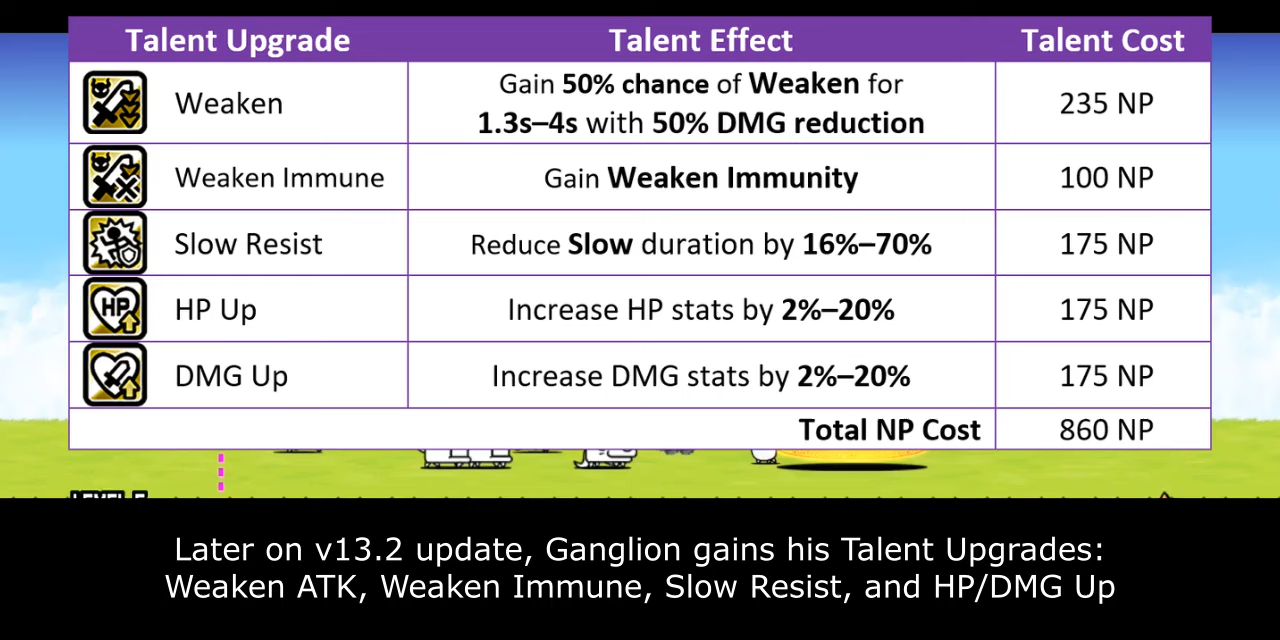 Talent Upgrade Talent Effect Talent Cost
Weaken Gain 50% chance of Weaken for 1.3s–4s with 50% DMG reduction 235 NP
Weaken Immune Gain Weaken Immunity 100 NP
Slow Resist Reduce Slow duration by 16%–70% 175 NP
HP HP Up Increase HP stats by 2%–20% 175 NP
DMG Up Increase DMG stats by 2%–20% 175 NP
Total NP Cost 860 NP
Later on v13.2 update, Ganglion gains his Talent Upgrades:
Weaken ATK, Weaken Immune, Slow Resist, and HP/DMG Up